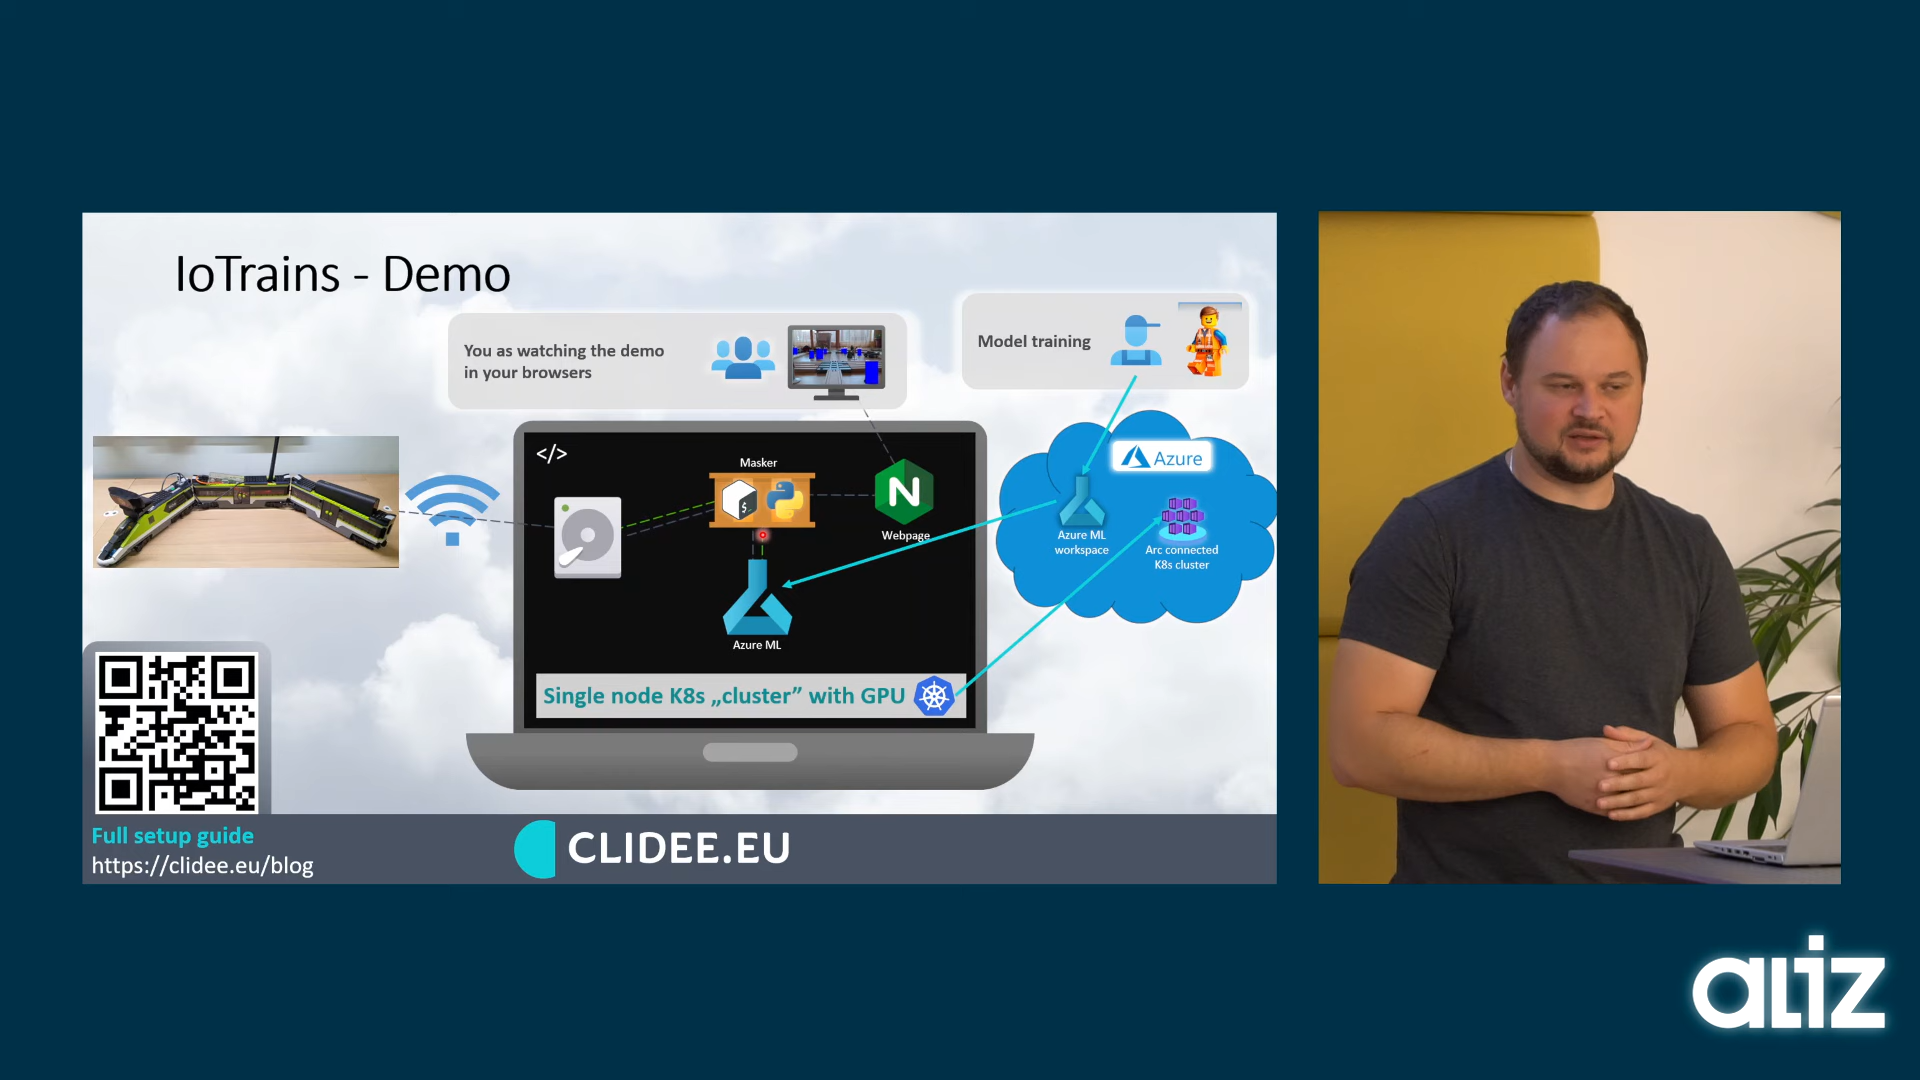 IoTrains - Demo
You as watching the demo
in your browsers
Model training
</>
Masker
$
N
Webpage
Azure ML
Azure
Azure ML
workspace
Arc connected
K8s cluster
Single node K8s „cluster” with GPU
Full setup guide
https://clidee.eu/blog
CLIDEE.EU
aliz